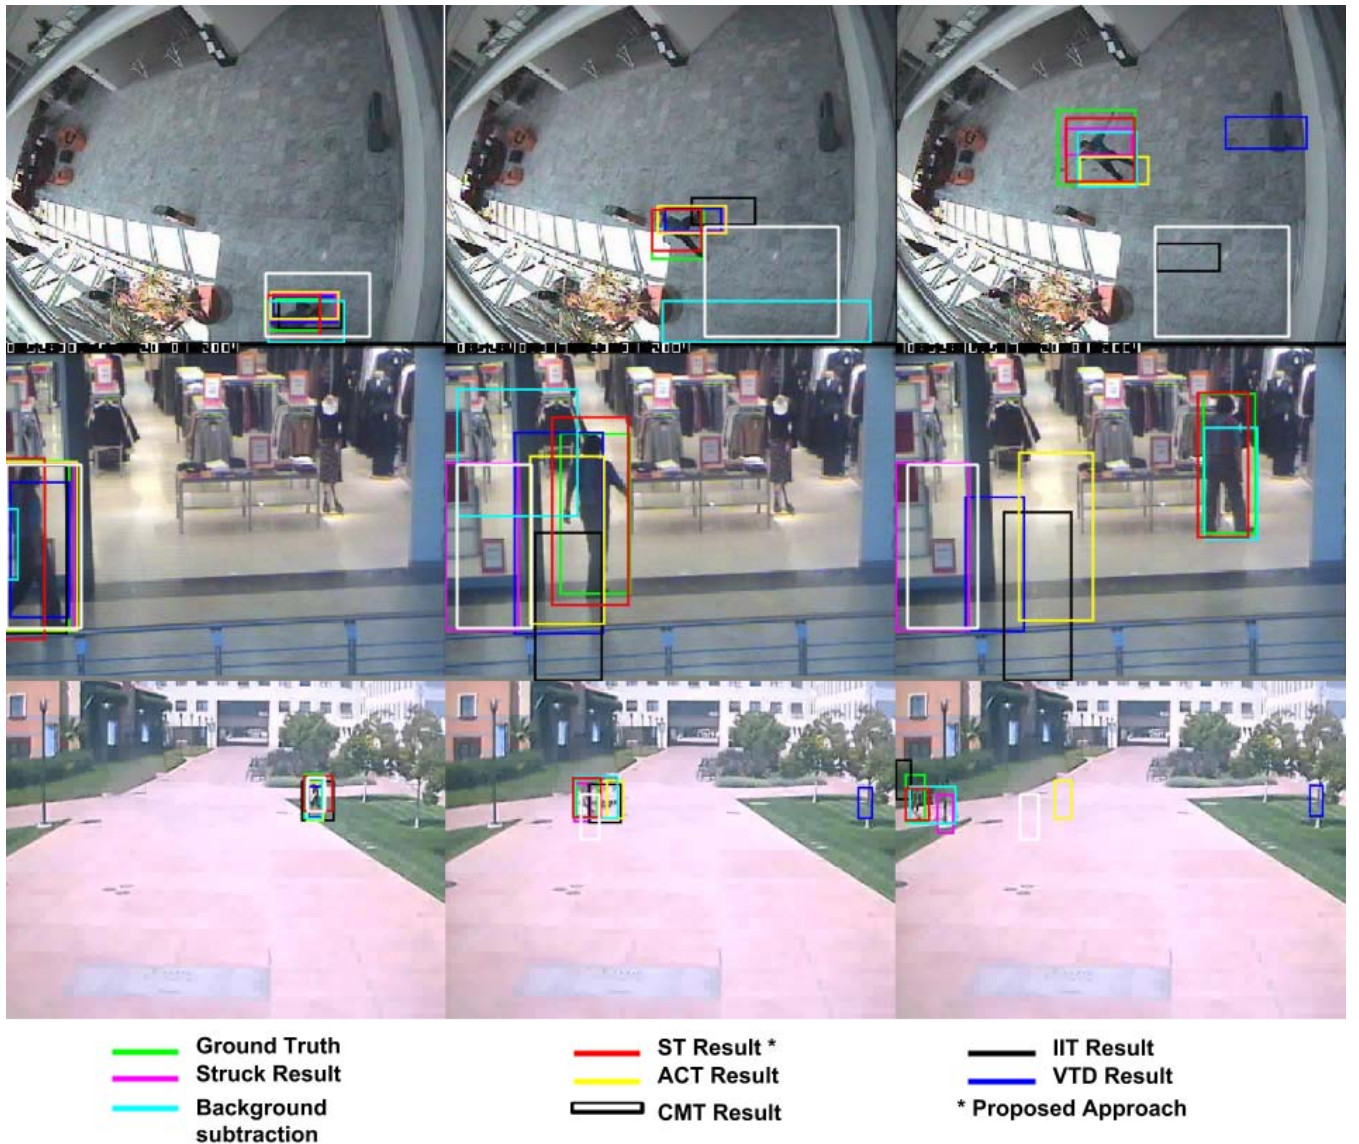 Ground Truth
Struck Result
Background
subtraction
ST Result *
ACT Result
CMT Result
IIT Result
VTD Result
* Proposed Approach